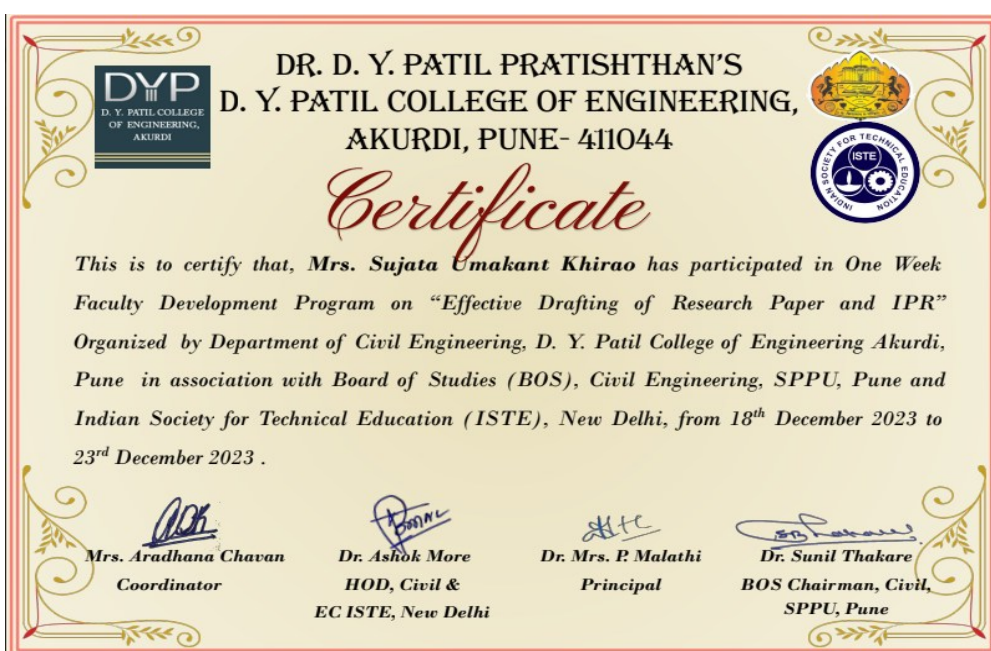 DR. D. Y. PATIL PRATISHTHAN'S
D. Y. PATIL COLLEGE OF ENGINEERING,
AKURDI, PUNE- 411044
DYP
D. Y. PATIL COLLEGE
OF ENGINEERING,
AKURDI
INDIAN SOCIETY FOR TECHNICAL EDUCATION
ISTE
Certificate
This is to certify that, Mrs. Sujata Umakant Khirao has participated in One Week
Faculty Development Program on “Effective Drafting of Research Paper and IPR”
Organized by Department of Civil Engineering, D. Y. Patil College of Engineering Akurdi,
Pune in association with Board of Studies (BOS), Civil Engineering, SPPU, Pune and
Indian Society for Technical Education (ISTE), New Delhi, from 18th December 2023 to
23rd December 2023 .
Mrs. Aradhana Chavan
Coordinator
Dr. Ashok More
HOD, Civil &
EC ISTE, New Delhi
Dr. Mrs. P. Malathi
Principal
Dr. Sunil Thakare
BOS Chairman, Civil,
SPPU, Pune